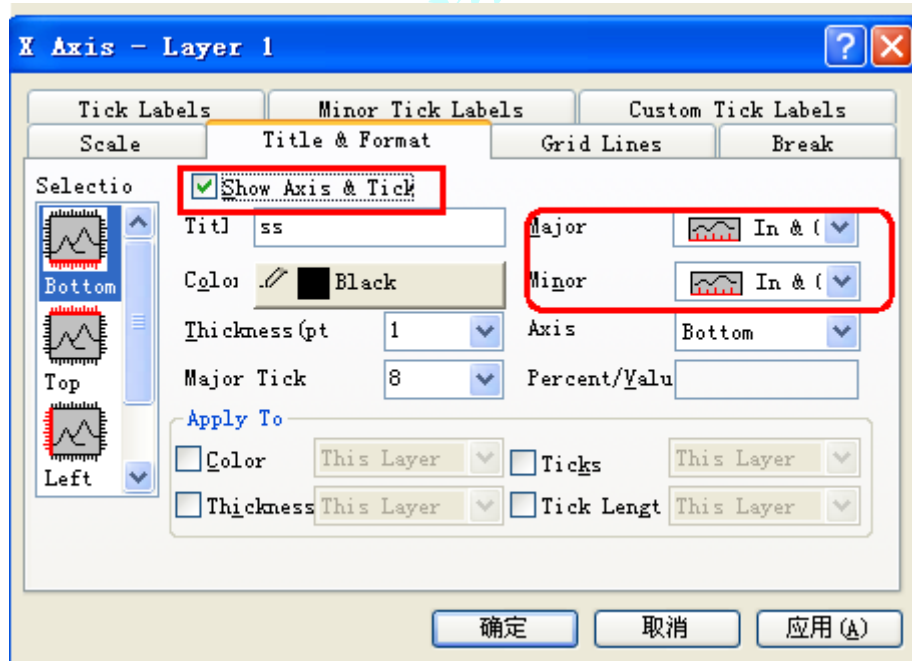 X Axis - Layer 1
Tick Labels Minor Tick Labels Custom Tick Labels
Scale Title & Format Grid Lines Break
Selectio Show Axis & Tick
Titl ss Major In & (
Bottom Color Black Minor In & (
Thickness(pt 1 Axis Bottom
Top Major Tick 8 Percent/Valu
Apply To
Left Color This Layer Ticks This Layer
Thickness This Layer Tick Lengt This Layer
确定 取消 应用(A)